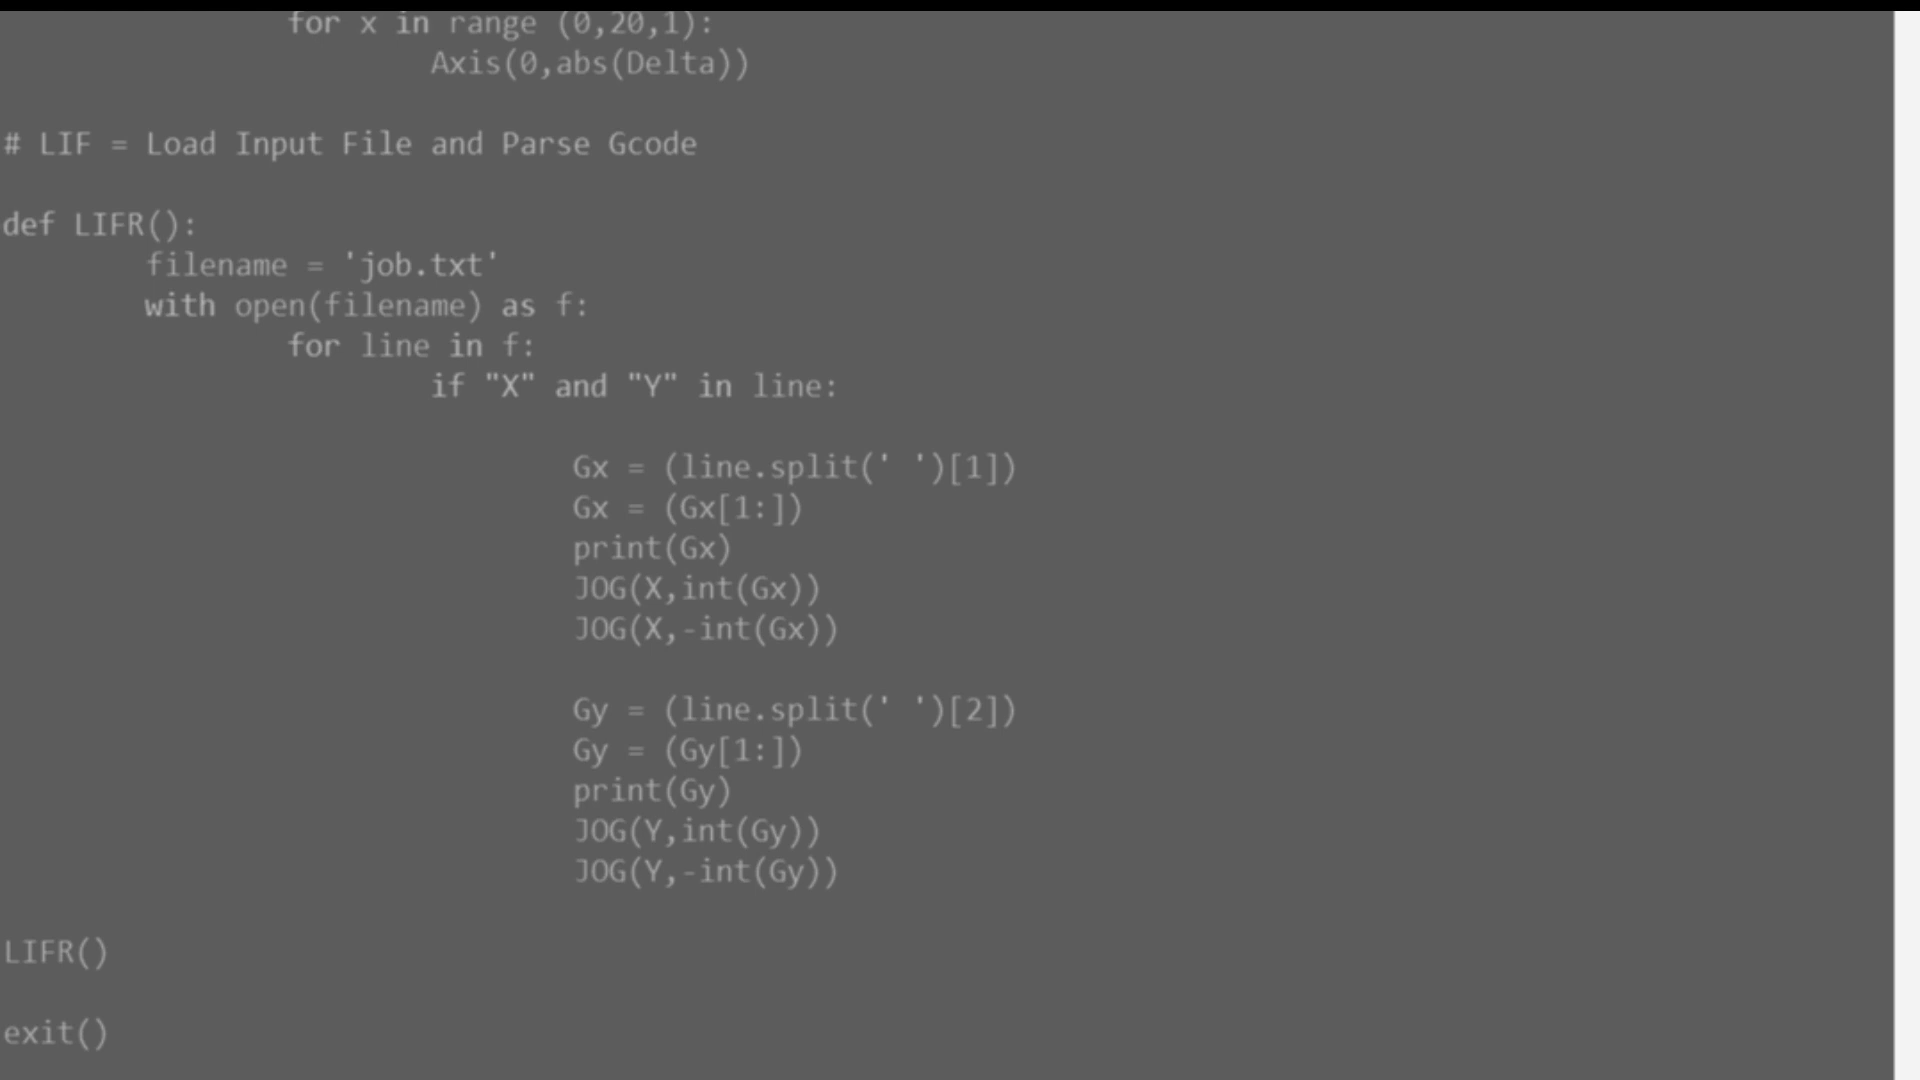 for x in range (0,20,1):
Axis(0,abs(Delta))
# LIF = Load Input File and Parse Gcode
def LIFR():
filename = 'job.txt'
with open(filename) as f:
for line in f:
if "X" and "Y" in line:
Gx = (line.split(' ')[1])
Gx = (Gx[1:])
print(Gx)
JOG(X,int(Gx))
JOG(X,-int(Gx))
Gy = (line.split(' ')[2])
Gy = (Gy[1:])
print(Gy)
JOG(Y,int(Gy))
JOG(Y,-int(Gy))
LIFR()
exit()